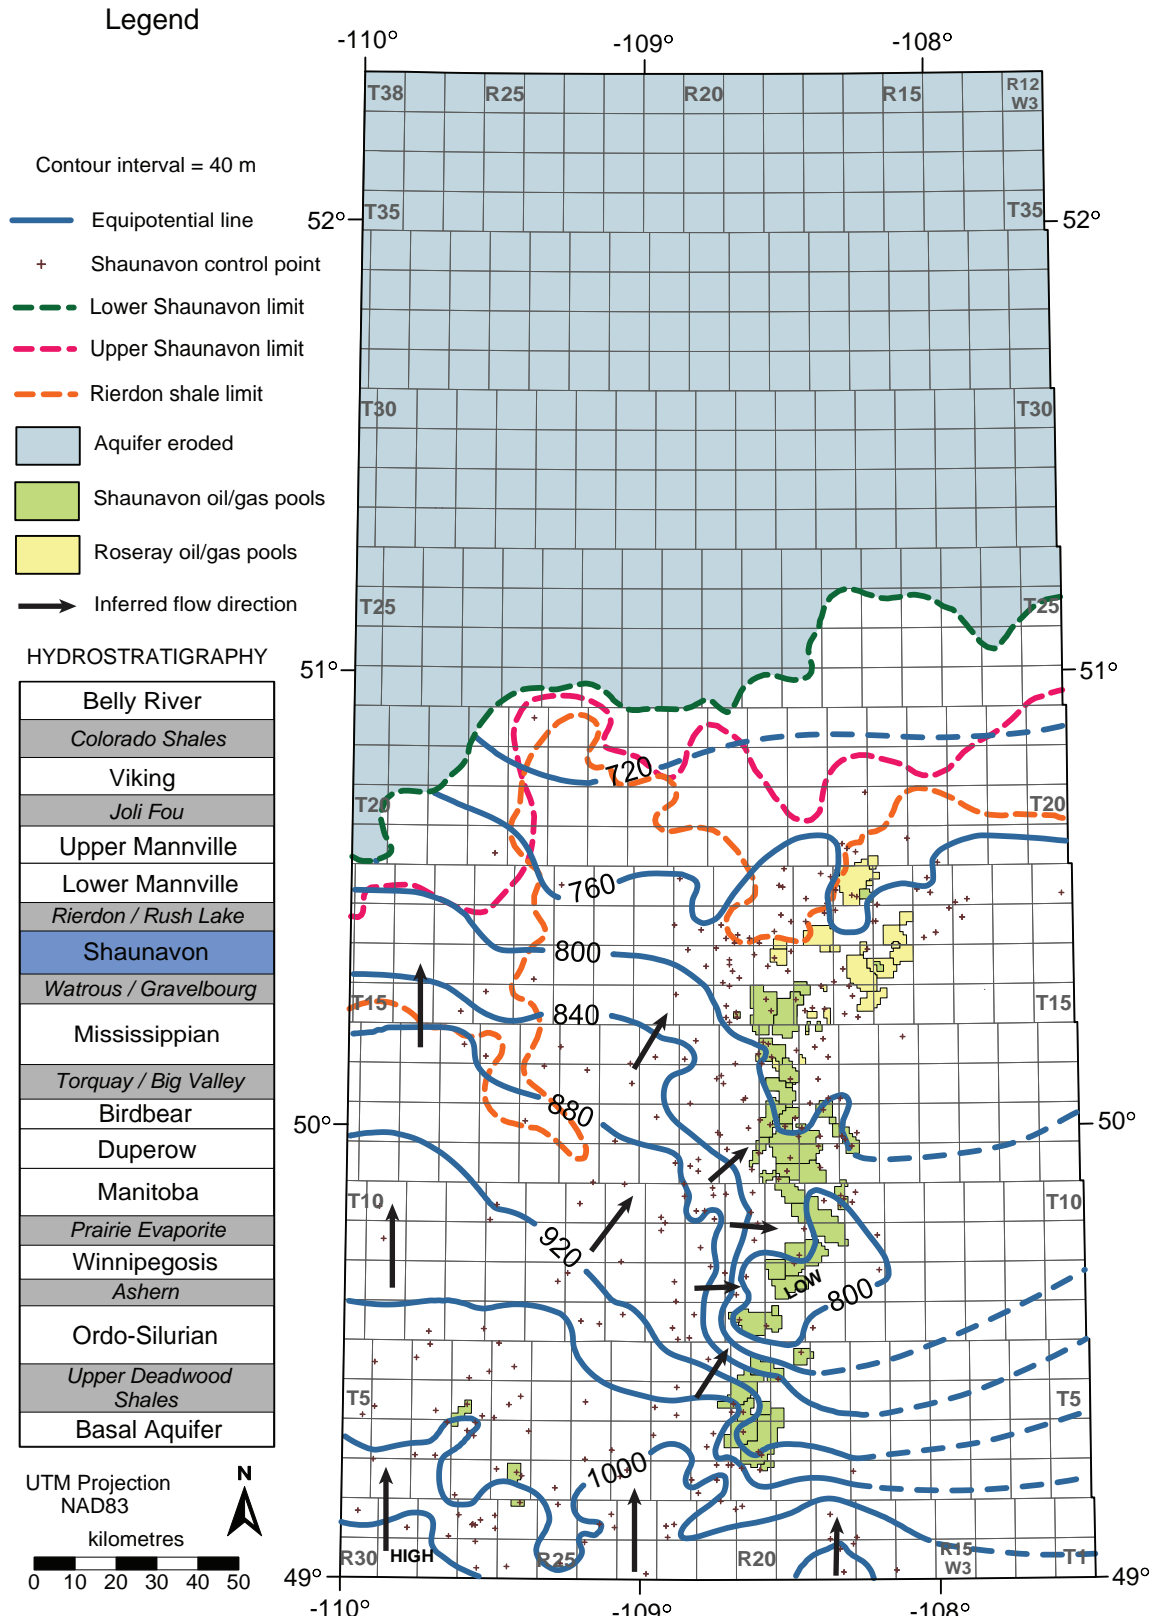 Legend
Contour interval = 40 m
Equipotential line
Shaunavon control point
Lower Shaunavon limit
Upper Shaunavon limit
Rierdon shale limit
Aquifer eroded
Shaunavon oil/gas pools
Roseray oil/gas pools
Inferred flow direction
HYDROSTRATIGRAPHY
Belly River
Colorado Shales
Viking
Joli Fou
Upper Mannville
Lower Mannville
Rierdon / Rush Lake
Shaunavon
Watrous / Gravelbourg
Mississippian
Torquay / Big Valley
Birdbear
Duperow
Manitoba
Prairie Evaporite
Winnipegosis
Ashern
Ordo-Silurian
Upper Deadwood
Shales
Basal Aquifer
UTM Projection
NAD83
N
kilometres
0 10 20 30 40 50
-110° -109° -108°
T38 R25 R20 R15 R12
W3
52° T35 T35 52°
T30 T30
T25 T25
51° 51°
720
T20 T20
760
800
T15 840 T15
880
50° 50°
T10 T10
920
LOW
800
T5 T5
1000
R30 HIGH R25 R20 R15 T1
W3
49° 49°
-110° -109° -108°